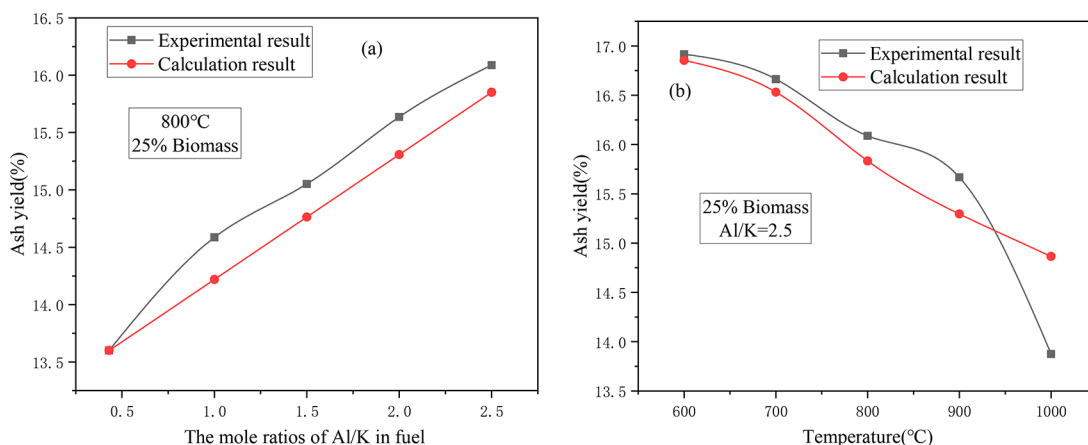 16.5
16.0
15.5
15.0
14.5
14.0
13.5
Ash yield(%)
Experimental result
Calculation result
(a)
800℃
25% Biomass
0.5 1.0 1.5 2.0 2.5
The mole ratios of Al/K in fuel
17.0
16.5
16.0
15.5
15.0
14.5
14.0
13.5
Ash yield(%)
Experimental result
Calculation result
(b)
25% Biomass
Al/K=2.5
600 700 800 900 1000
Temperature(℃)